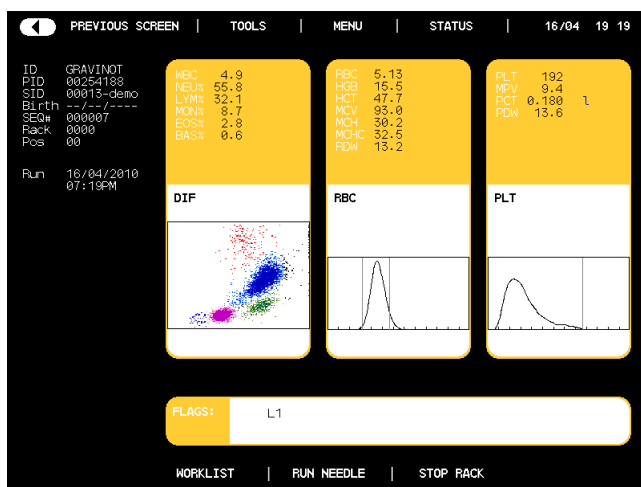 PREVIOUS SCREEN | TOOLS | MENU | STATUS | 16/04 19 19
ID GRAVINOT
PID 00254188
SID 00013-demo
Birth --/--/----
SEQ# 000007
Rack 0000
Pos 00
Run 16/04/2010
07:19PM
WBC 4.9
NEU% 55.8
LYM% 32.1
MON% 8.7
EOS% 2.8
BAS% 0.6
DIF
RBC 5.13
HGB 15.5
HCT 47.7
MCV 93.0
MCH 30.2
MCHC 32.5
RDW 13.2
RBC
PLT 192
MPV 9.4
PCT 0.180 l
PDW 13.6
PLT
FLAGS: L1
WORKLIST | RUN NEEDLE | STOP RACK